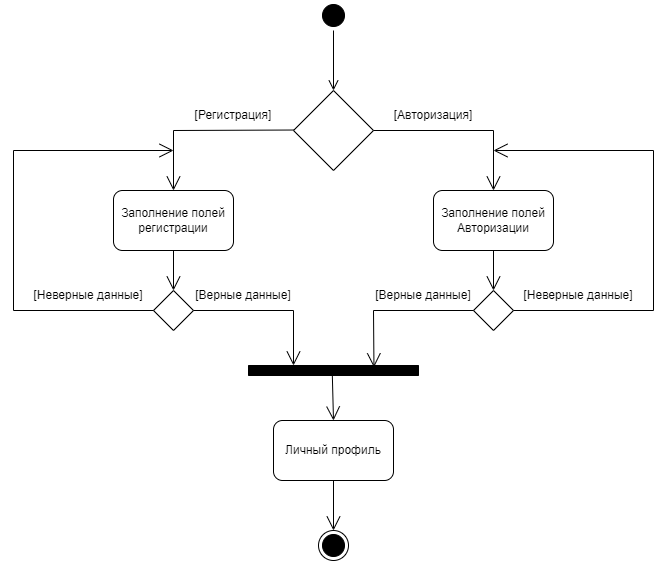 [Регистрация]
[Авторизация]
Заполнение полей
регистрации
Заполнение полей
Авторизации
[Неверные данные]
[Верные данные]
[Верные данные]
[Неверные данные]
Личный профиль